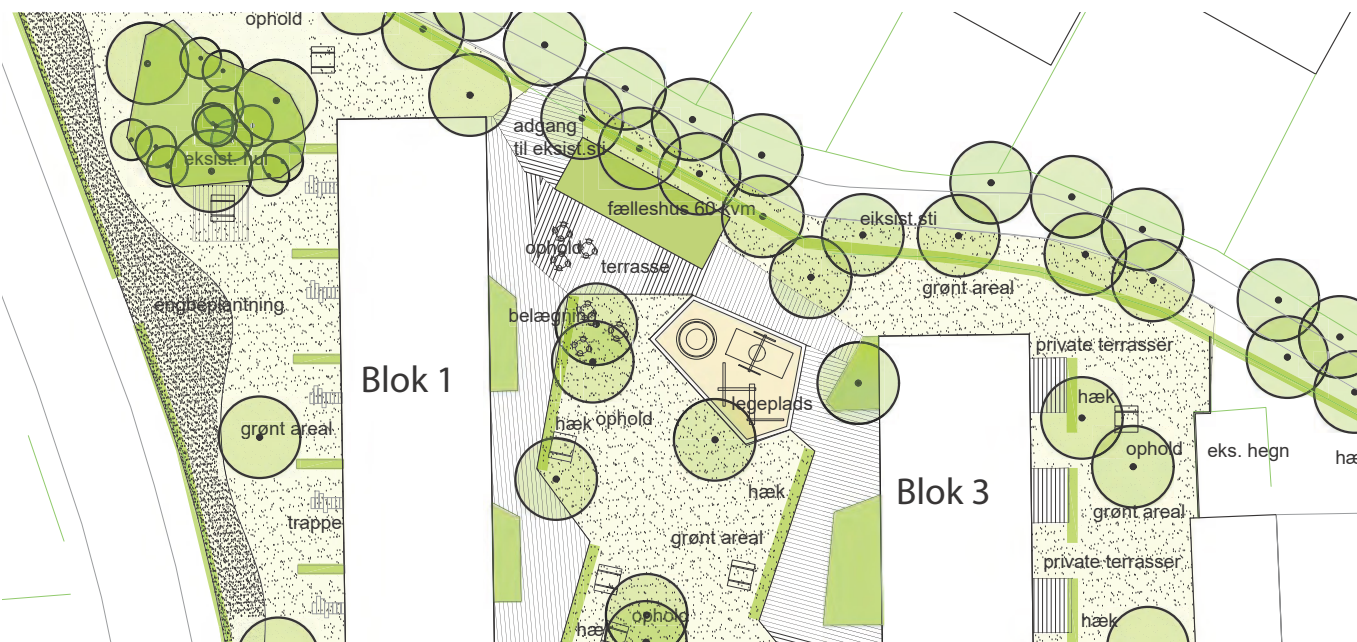 ophold
adgang
til eksist.sti
eksist. hul
fælleshus 60 kvm
eiksist.sti
ophold
terrasse
grønt areal
engbeplantning
belægning
private terrasser
Blok 1
legeplads
hæk
hæk
ophold
grønt areal
ophold
eks. hegn
hæ
Blok 3
hæk
grønt areal
trappe
grønt areal
private terrasser
ophold
hæk
hæk